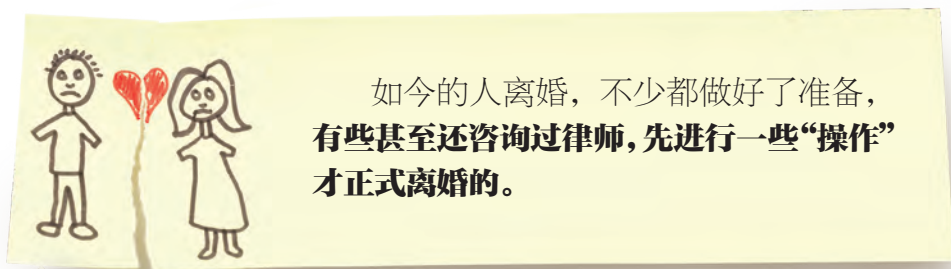 如今的人离婚，不少都做好了准备，
有些甚至还咨询过律师，先进行一些“操作”
才正式离婚的。